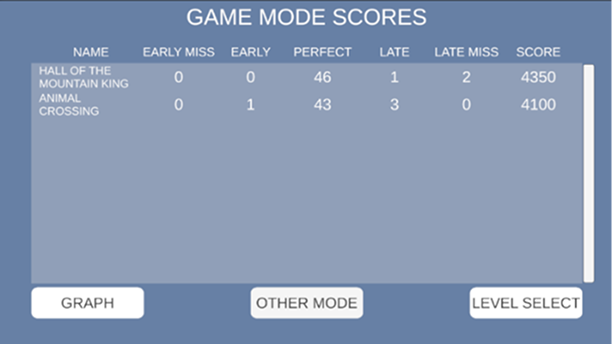 GAME MODE SCORES
NAME EARLY MISS EARLY PERFECT LATE LATE MISS SCORE
HALL OF THE
MOUNTAIN KING 0 0 46 1 2 4350
ANIMAL
CROSSING 0 1 43 3 0 4100
GRAPH OTHER MODE LEVEL SELECT